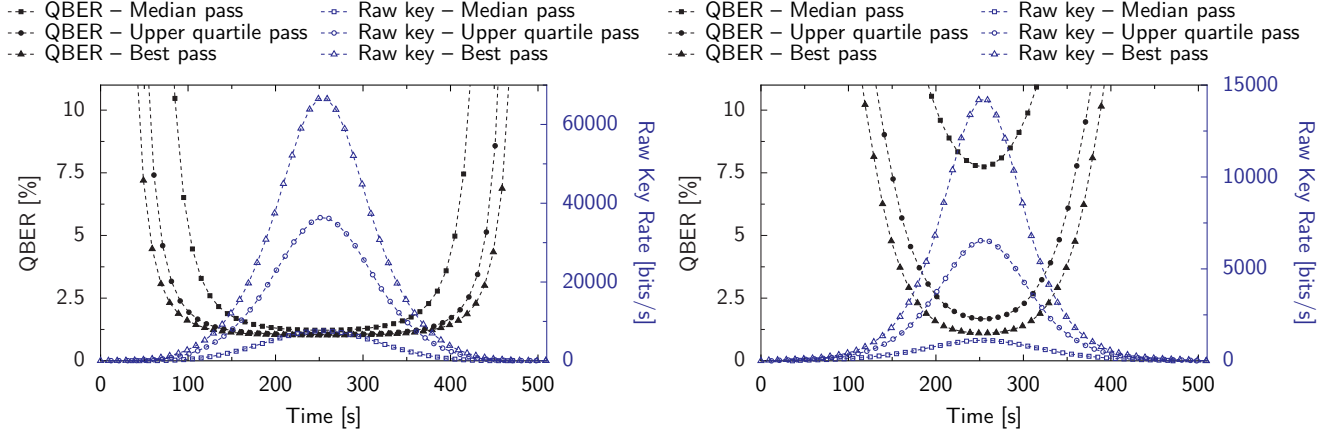 QBER – Median pass
QBER – Upper quartile pass
QBER – Best pass
Raw key – Median pass
Raw key – Upper quartile pass
Raw key – Best pass
10
7.5
5
2.5
0
QBER [%]
0 100 200 300 400 500
Time [s]
60000
40000
20000
0
Raw Key Rate [bits/s]
QBER – Median pass
QBER – Upper quartile pass
QBER – Best pass
Raw key – Median pass
Raw key – Upper quartile pass
Raw key – Best pass
10
7.5
5
2.5
0
QBER [%]
0 100 200 300 400 500
Time [s]
15000
10000
5000
0
Raw Key Rate [bits/s]